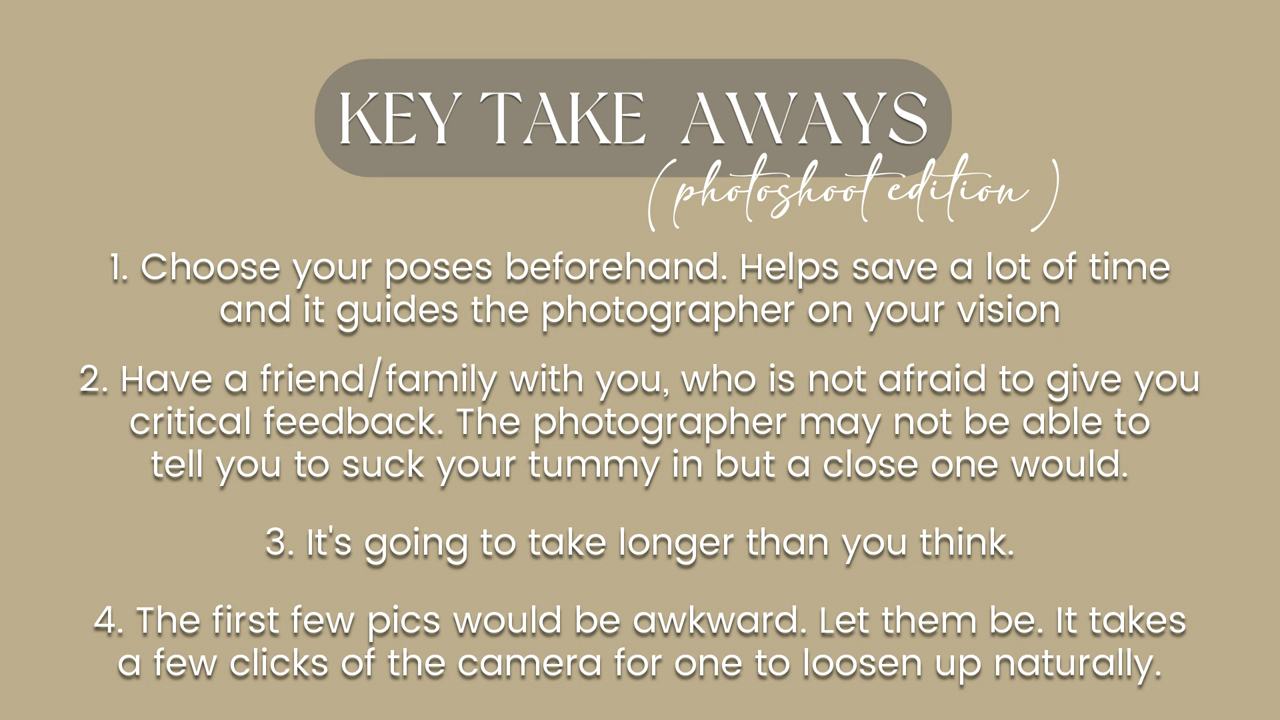 KEY TAKE AWAYS
(photoshoot edition)
1. Choose your poses beforehand. Helps save a lot of time
and it guides the photographer on your vision
2. Have a friend/family with you, who is not afraid to give you
critical feedback. The photographer may not be able to
tell you to suck your tummy in but a close one would.
3. It's going to take longer than you think.
4. The first few pics would be awkward. Let them be. It takes
a few clicks of the camera for one to loosen up naturally.